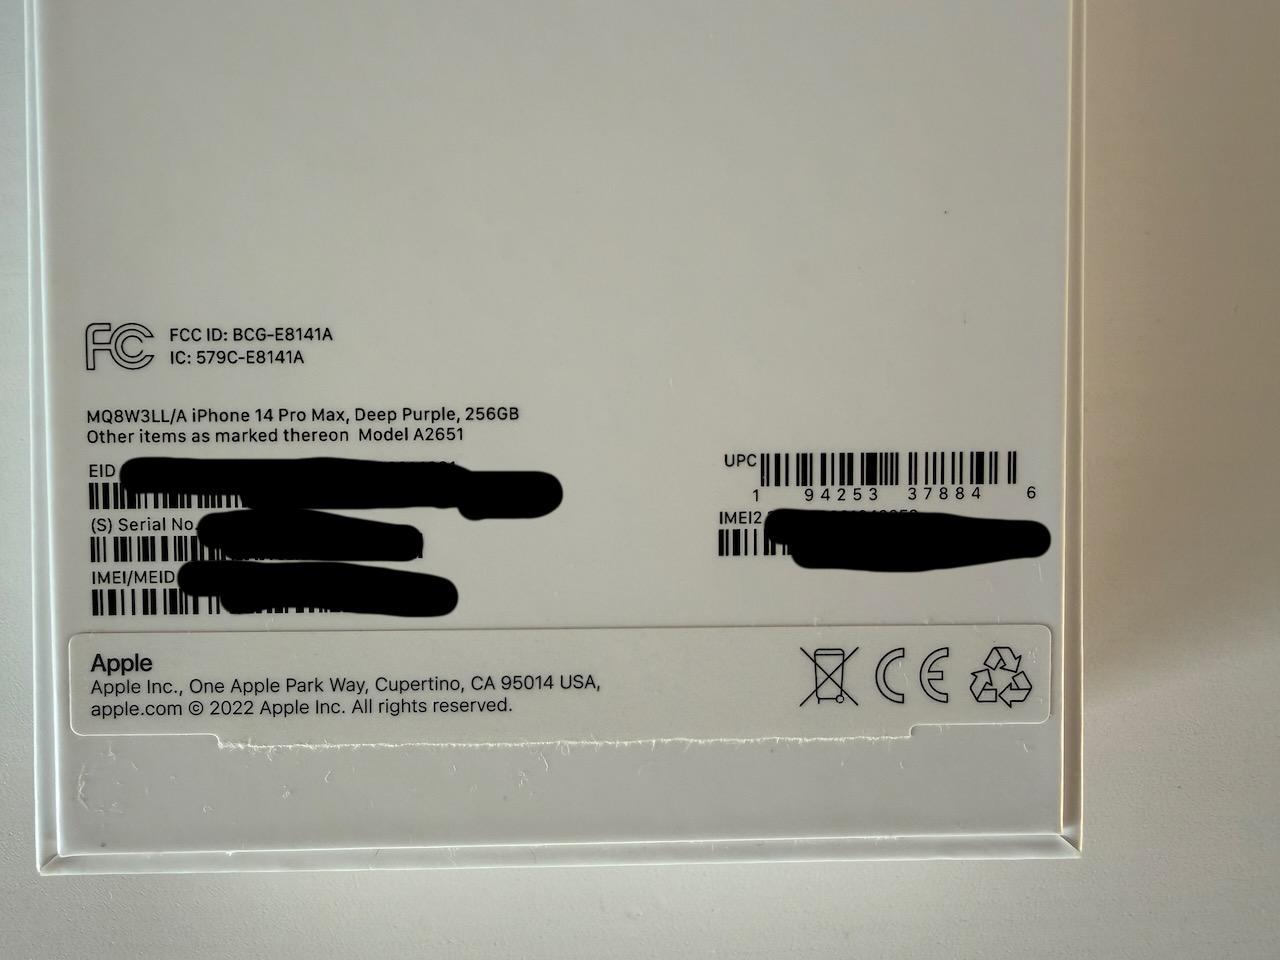 FC FCC ID: BCG-E8141A
IC: 579C-E8141A
MQ8W3LL/A iPhone 14 Pro Max, Deep Purple, 256GB
Other items as marked thereon Model A2651
EID
UPC
1 94253 37884 6
(S) Serial No.
IMEI2
IMEI/MEID
Apple
Apple Inc., One Apple Park Way, Cupertino, CA 95014 USA,
apple.com © 2022 Apple Inc. All rights reserved.
CE